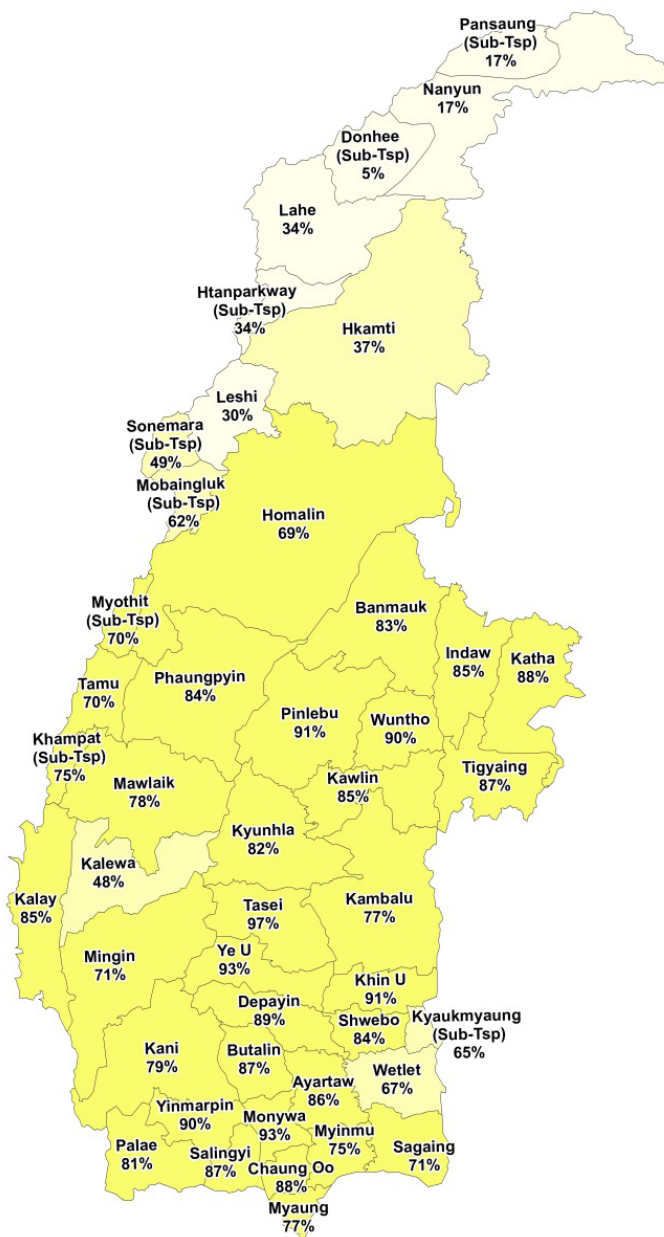 Pansaung
(Sub-Tsp)
17%
Nanyun
17%
Donhee
(Sub-Tsp)
5%
Lahe
34%
Htanparkway
(Sub-Tsp)
34%
Hkamti
37%
Leshi
30%
Sonemara
(Sub-Tsp)
49%
Mobaingluk
(Sub-Tsp)
62%
Homalin
69%
Myothit
(Sub-Tsp)
70%
Banmauk
83%
Indaw
85%
Katha
88%
Tamu
70%
Phaungpyin
84%
Pinlebu
91%
Wuntho
90%
Khampat
(Sub-Tsp)
75%
Mawlaik
78%
Kawlin
85%
Tigyaing
87%
Kyunhla
82%
Kalewa
48%
Kalay
85%
Tasei
97%
Kambalu
77%
Mingin
71%
Ye U
93%
Khin U
91%
Depayin
89%
Shwebo
84%
Kyaukmyaung
(Sub-Tsp)
65%
Kani
79%
Butalin
87%
Wetlet
67%
Ayartaw
86%
Yinmarpin
90%
Monywa
93%
Myinmu
75%
Sagaing
71%
Palae
81%
Salingyi
87%
Chaung Oo
88%
Myaung
77%